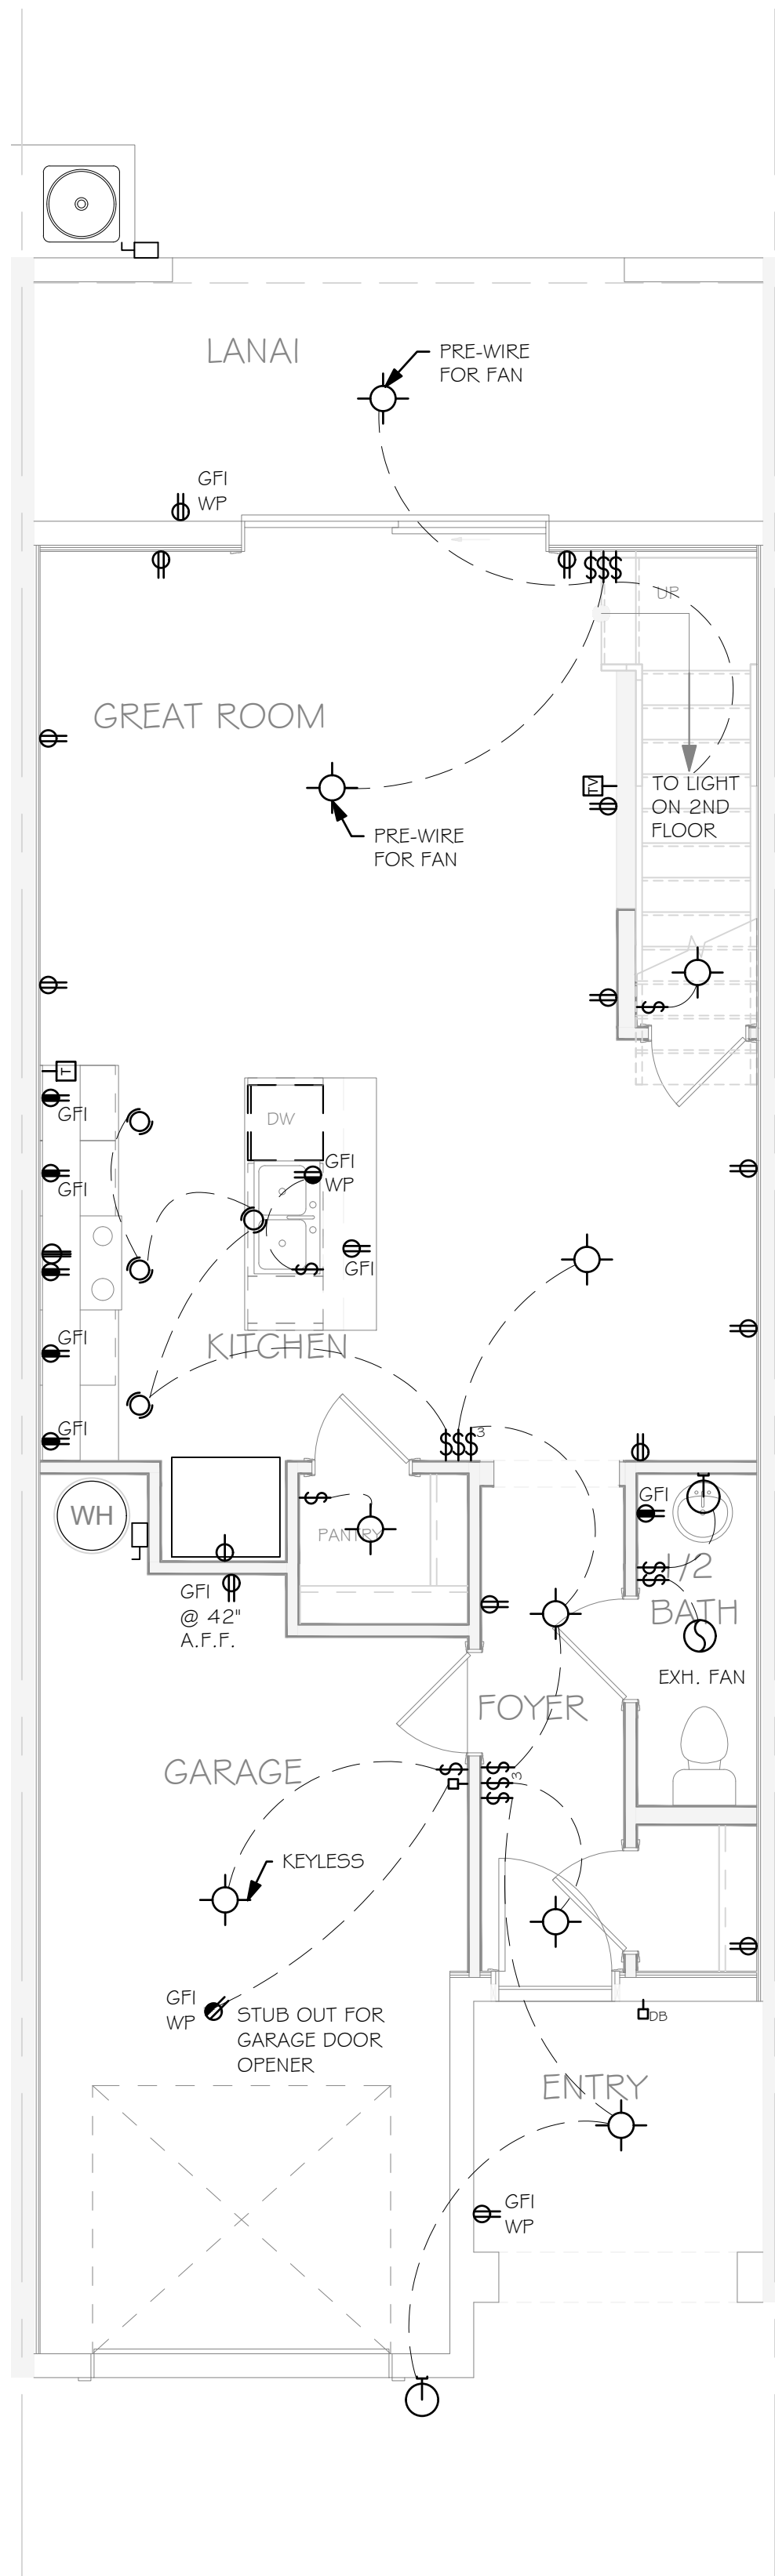 LANAI
PRE-WIRE
FOR FAN
GFI
WP
$$$
UP
GREAT ROOM
TV
TO LIGHT
ON 2ND
FLOOR
PRE-WIRE
FOR FAN
$
T
GFI
DW
GFI
WP
GFI
GFI
$
GFI
KITCHEN
$$$
3
GFI
WH
$
PANTRY
GFI
1/2
BATH
$
$
GFI
@ 42"
A.F.F.
EXH. FAN
FOYER
GARAGE
$
$
$
3
$
KEYLESS
GFI
WP
STUB OUT FOR
GARAGE DOOR
OPENER
DB
ENTRY
GFI
WP